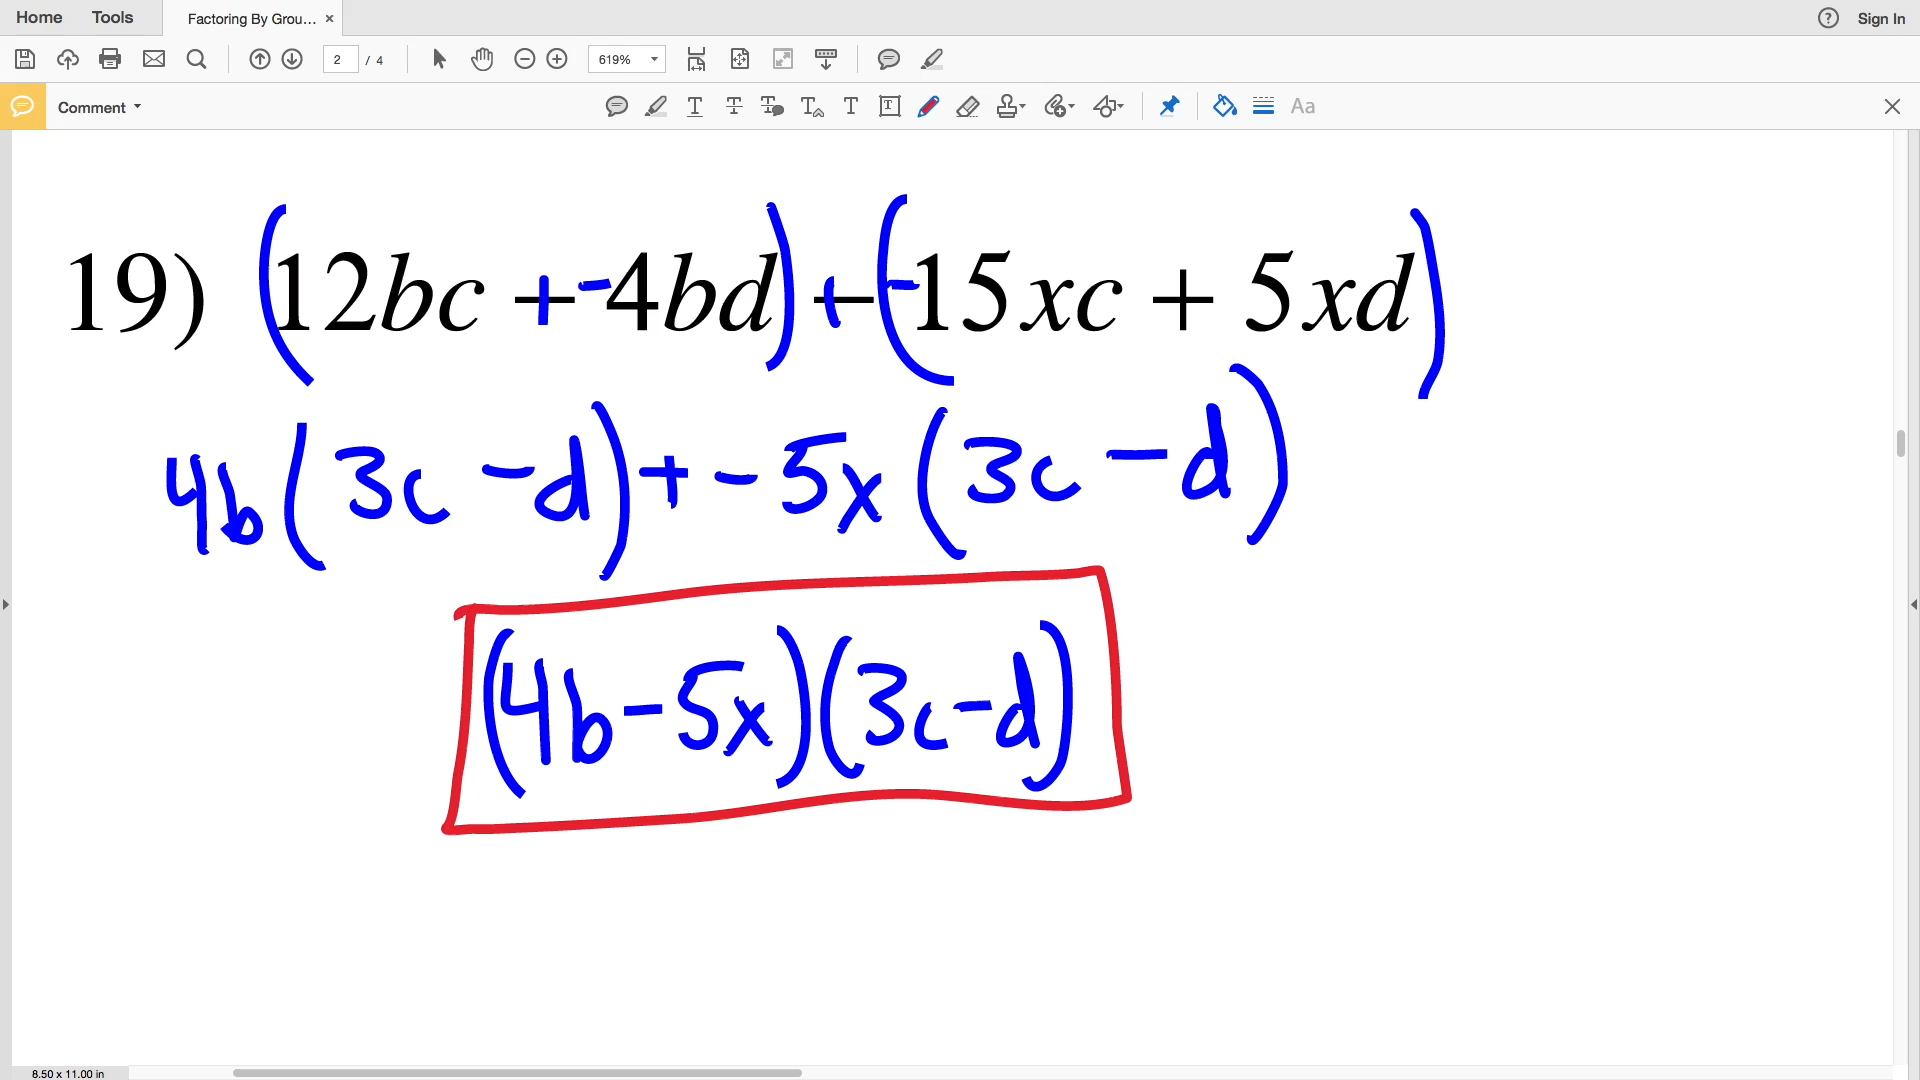 Home Tools Factoring By Grou... × ? Sign In
2 / 4 619%
Comment T T T T T T Aa
19) (12bc + -4bd) + (-15xc + 5xd)
4b(3c - d) + - 5x(3c - d)
(4b - 5x)(3c - d)
8.50 x 11.00 in